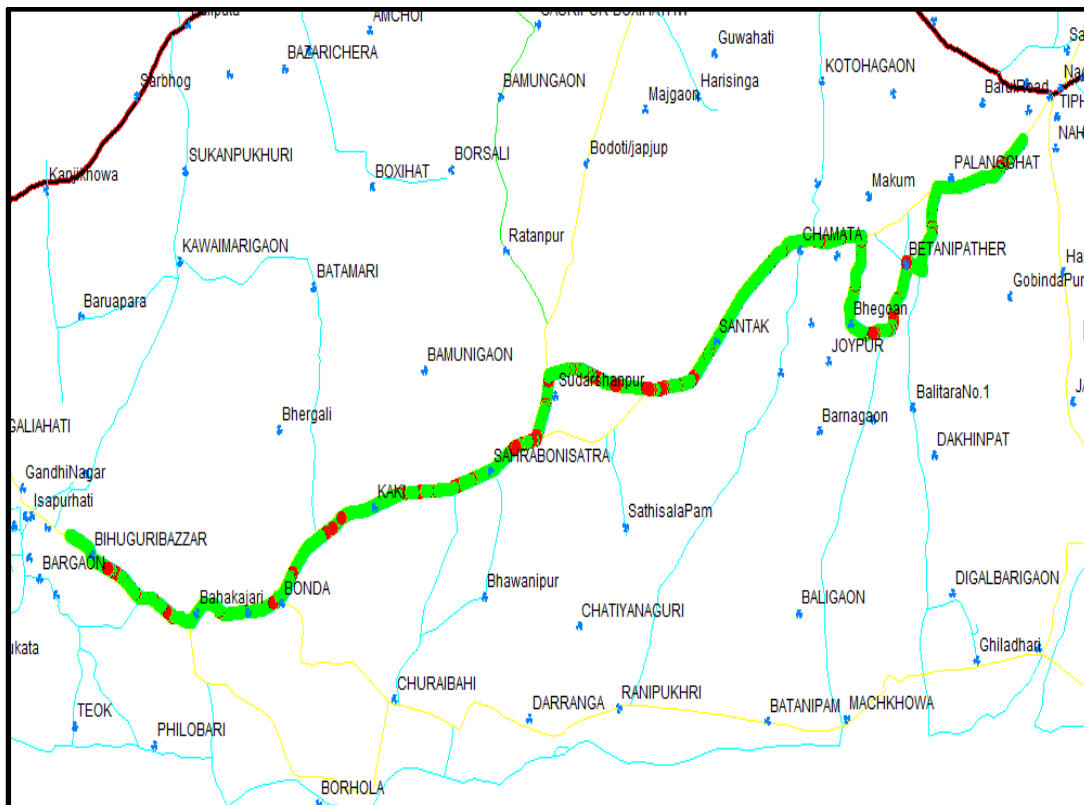 AMCHOI
Guwahati
BAZARICHERA
KOTOHAGAON
Sarbhog
BAMUNGAON
Majgaon
Harisinga
SUKANPUKHURI
BORSALI
Bodoti/japjup
PALANGGHAT
Kanjikhowa
BOXIHAT
Makum
KAWAIMARIGAON
Ratanpur
CHAMATA
BETANIPATHER
BATAMARI
Baruapara
Bhegoan
SANTAK
JOYPUR
BAMUNIGAON
Sudarshanpur
BalitaraNo.1
Bhergali
Barnagaon
GALIAHATI
DAKHINPAT
GandhiNagar
SAHRABONISATRA
Isapurhati
KAKI
SathisalaPam
BIHUGURIBAZZAR
BARGAON
Bahakajari
BONDA
Bhawanipur
DIGALBARIGAON
CHATIYANAGURI
BALIGAON
ukata
Ghiladhari
CHURAIBAHI
TEOK
DARRANGA
RANIPUKHRI
BATANIPAM
MACHKHOWA
PHILOBARI
BORHOLA